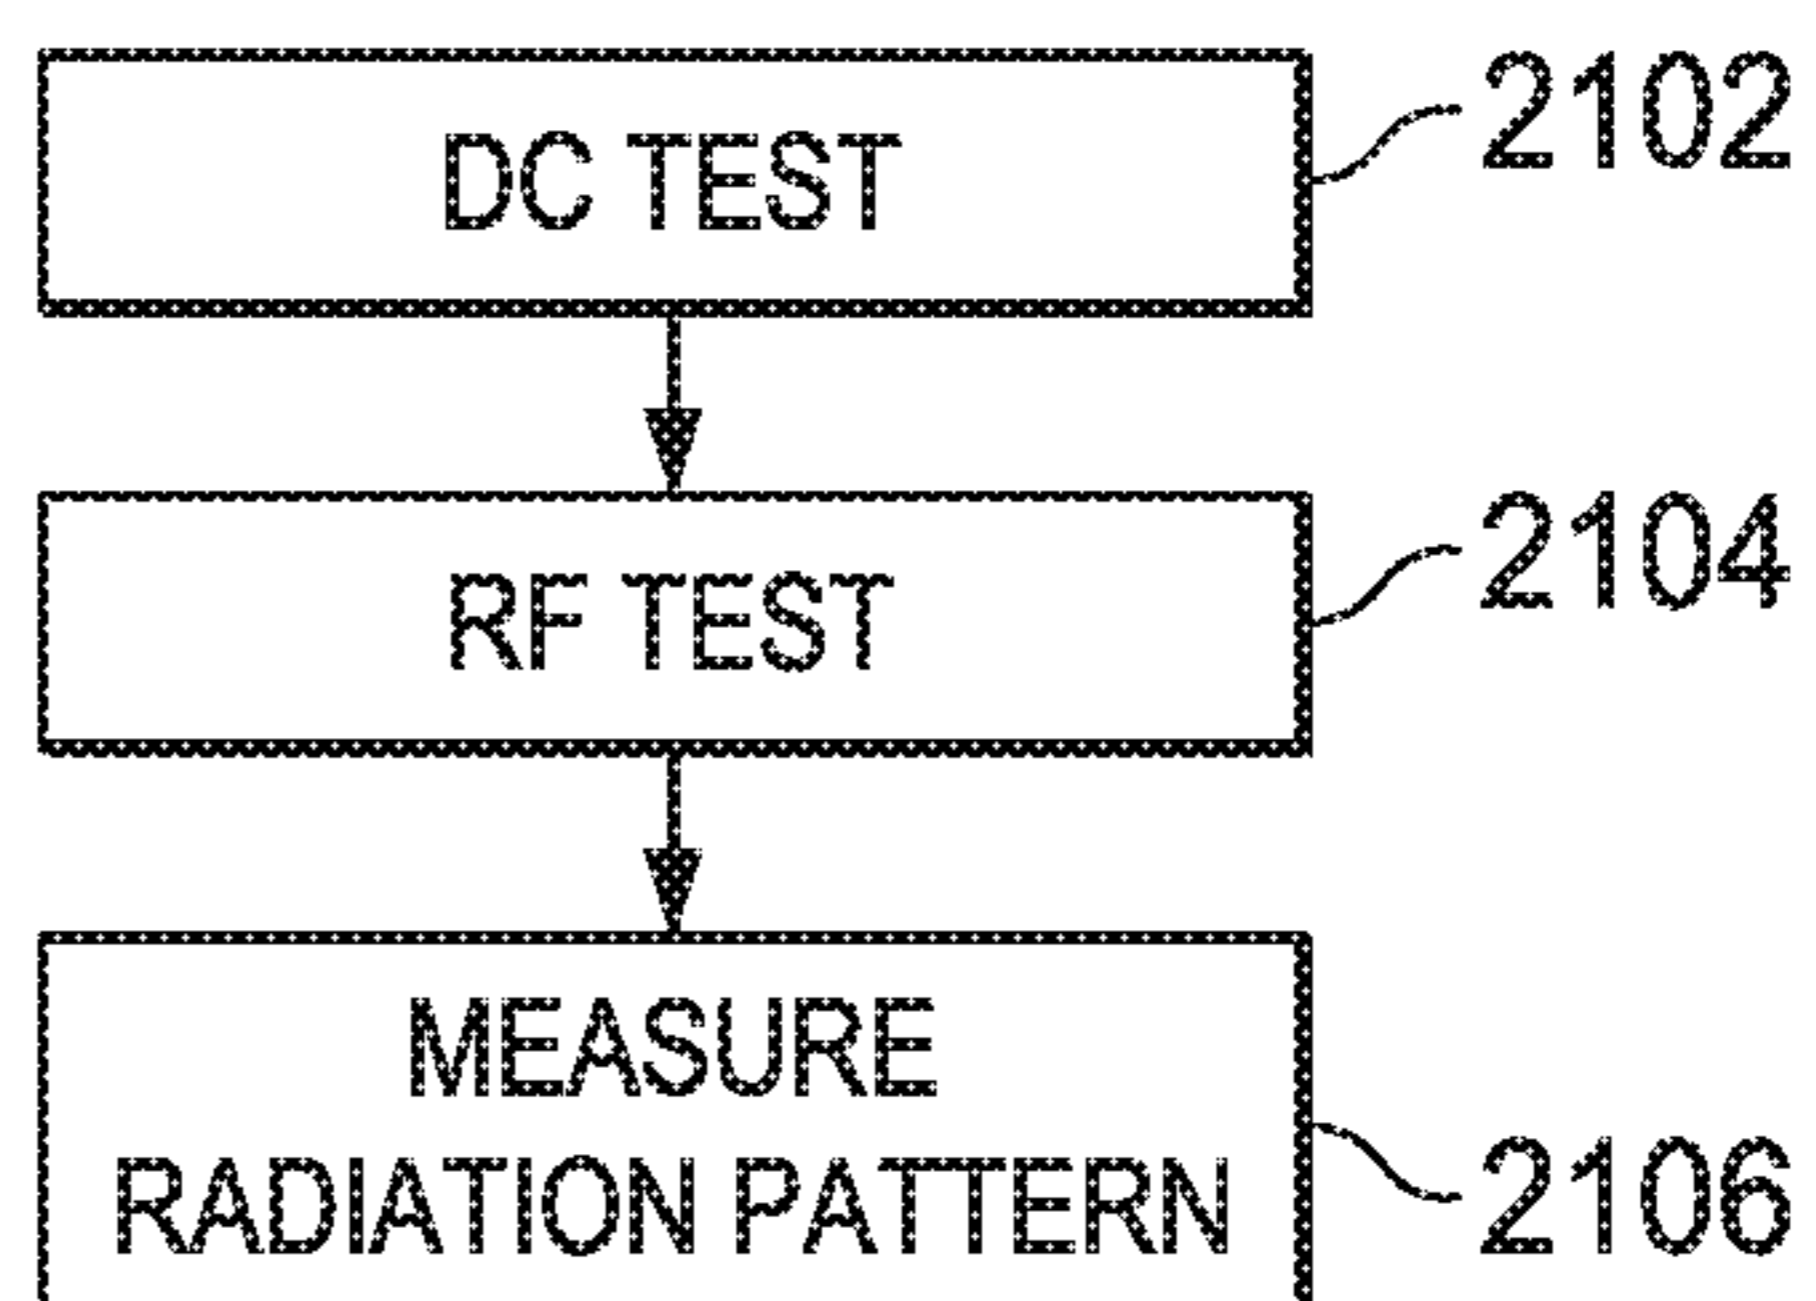 DC TEST
2102
RF TEST
2104
MEASURE
RADIATION PATTERN
2106